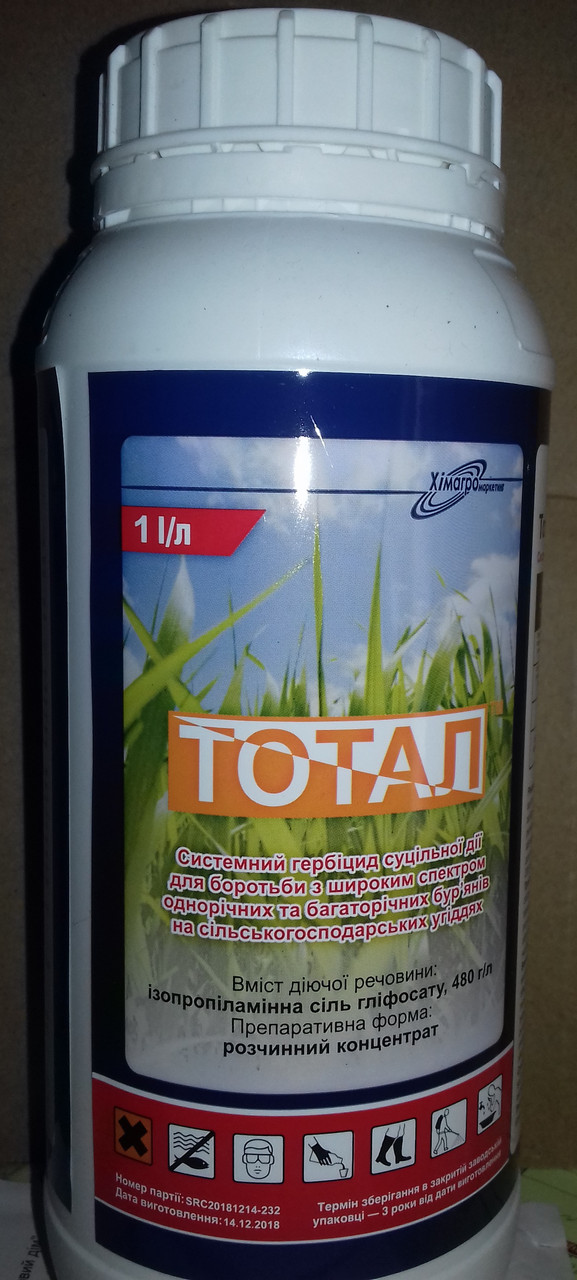 Хімагро маркетинг
1 l/л
ТОТАЛ
Системний гербіцид суцільної дії
для боротьби з широким спектром
однорічних та багаторічних бур'янів
на сільськогосподарських угіддях
Вміст діючої речовини:
ізопропіламінна сіль гліфосату, 480 г/л
Препаративна форма:
розчинний концентрат
Номер партії: SRC20181214-232
Дата виготовлення: 14.12.2018
Термін зберігання в закритій заводській
упаковці — 3 роки від дати виготовлення